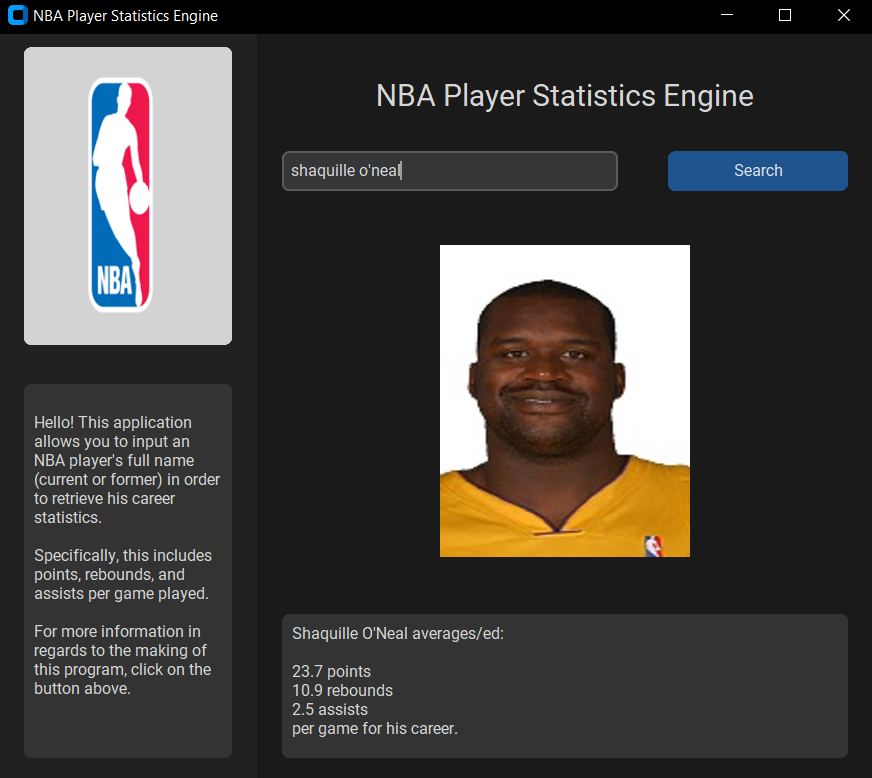 NBA Player Statistics Engine
NBA
NBA Player Statistics Engine
shaquille o'neal
Search
Hello! This application
allows you to input an
NBA player's full name
(current or former) in order
to retrieve his career
statistics.
Specifically, this includes
points, rebounds, and
assists per game played.
For more information in
regards to the making of
this program, click on the
button above.
Shaquille O'Neal averages/ed:
23.7 points
10.9 rebounds
2.5 assists
per game for his career.